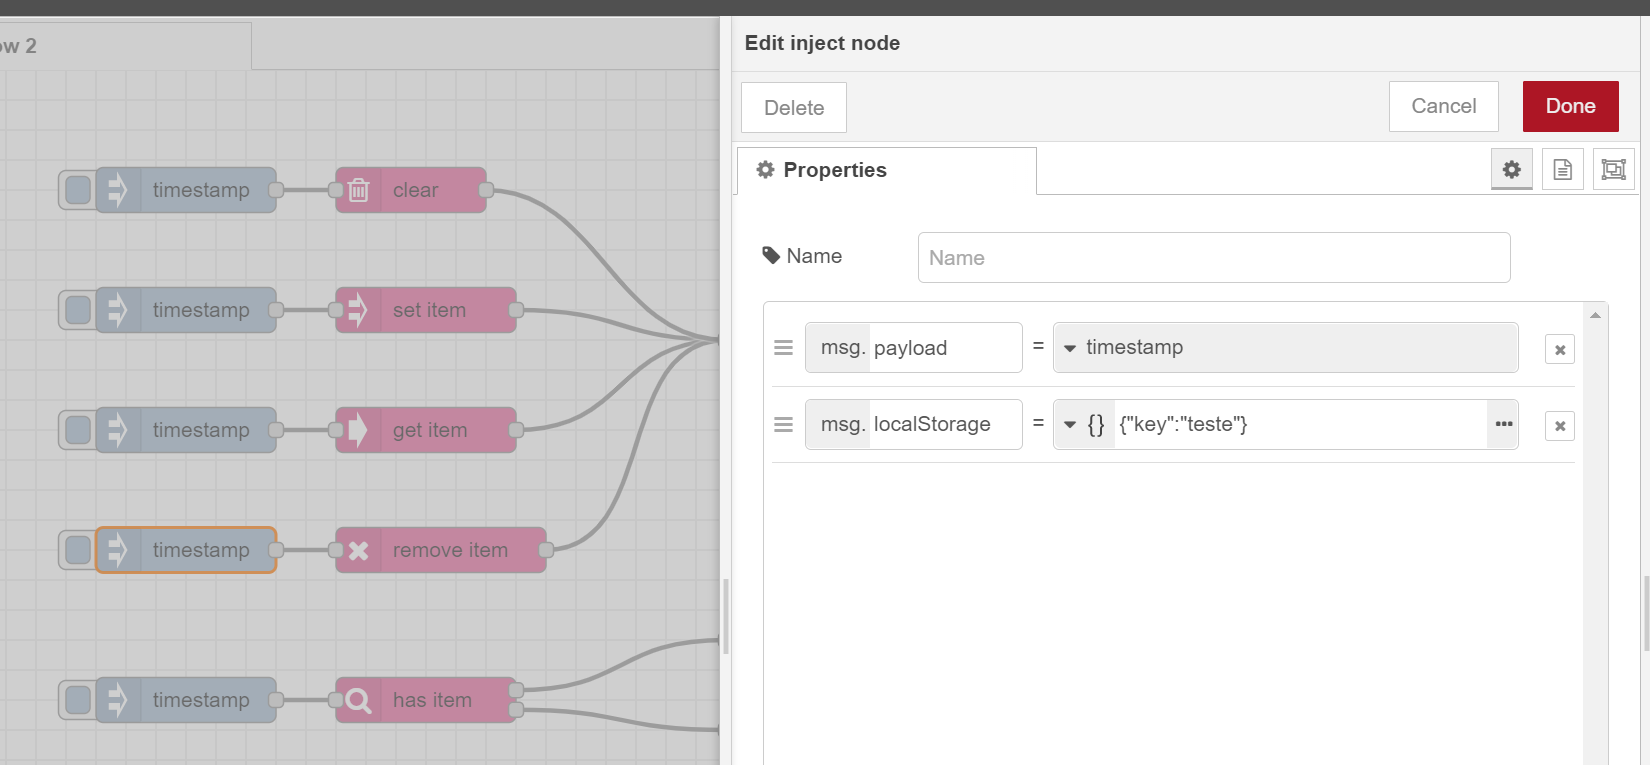 ow 2
timestamp
clear
timestamp
set item
timestamp
get item
timestamp
remove item
timestamp
has item
Edit inject node
Delete
Cancel
Done
Properties
Name
Name
msg. payload = timestamp
msg. localStorage = {} {"key":"teste"} •••